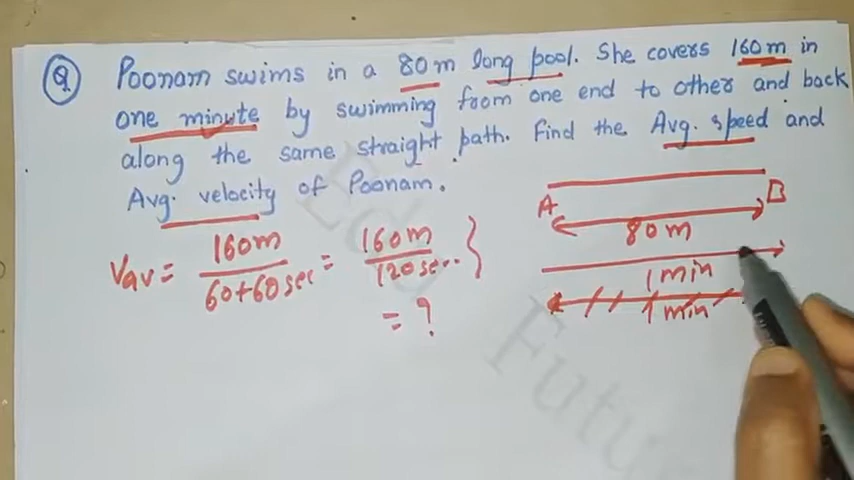 Q. Poonam swims in a 80m long pool. She covers 160m in
one minute by swimming from one end to other and back
along the same straight path. Find the Avg. speed and
Avg. velocity of Poonam.
A B
80m
Vav = 160m / 60+60 sec = 160m / 120 sec.
= ?
1 min
1 min
Edu
Futu